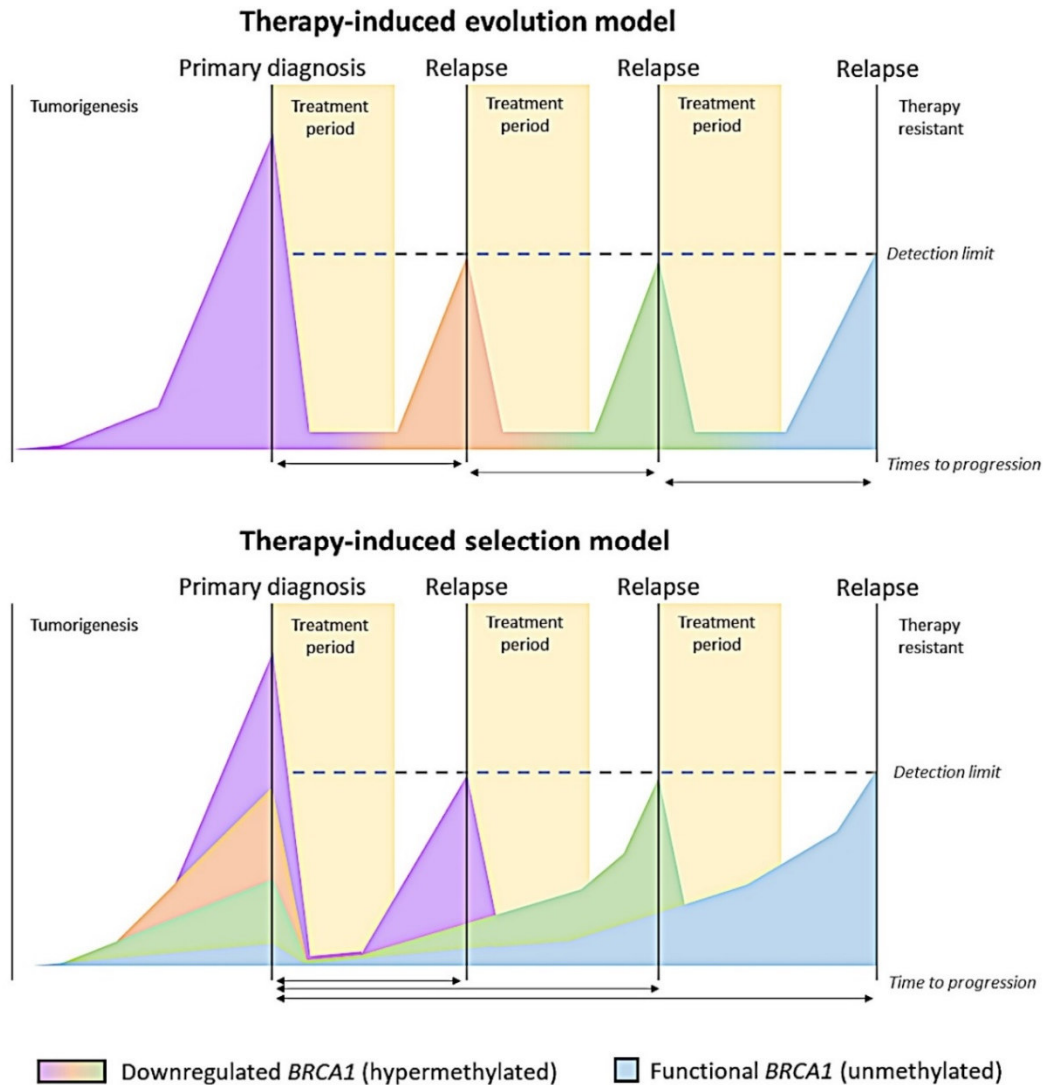 Therapy-induced evolution model
Primary diagnosis Relapse Relapse Relapse
Tumorigenesis Treatment period Treatment period Treatment period Therapy resistant
Detection limit
Times to progression
Therapy-induced selection model
Primary diagnosis Relapse Relapse Relapse
Tumorigenesis Treatment period Treatment period Treatment period Therapy resistant
Detection limit
Time to progression
Downregulated BRCA1 (hypermethylated) Functional BRCA1 (unmethylated)